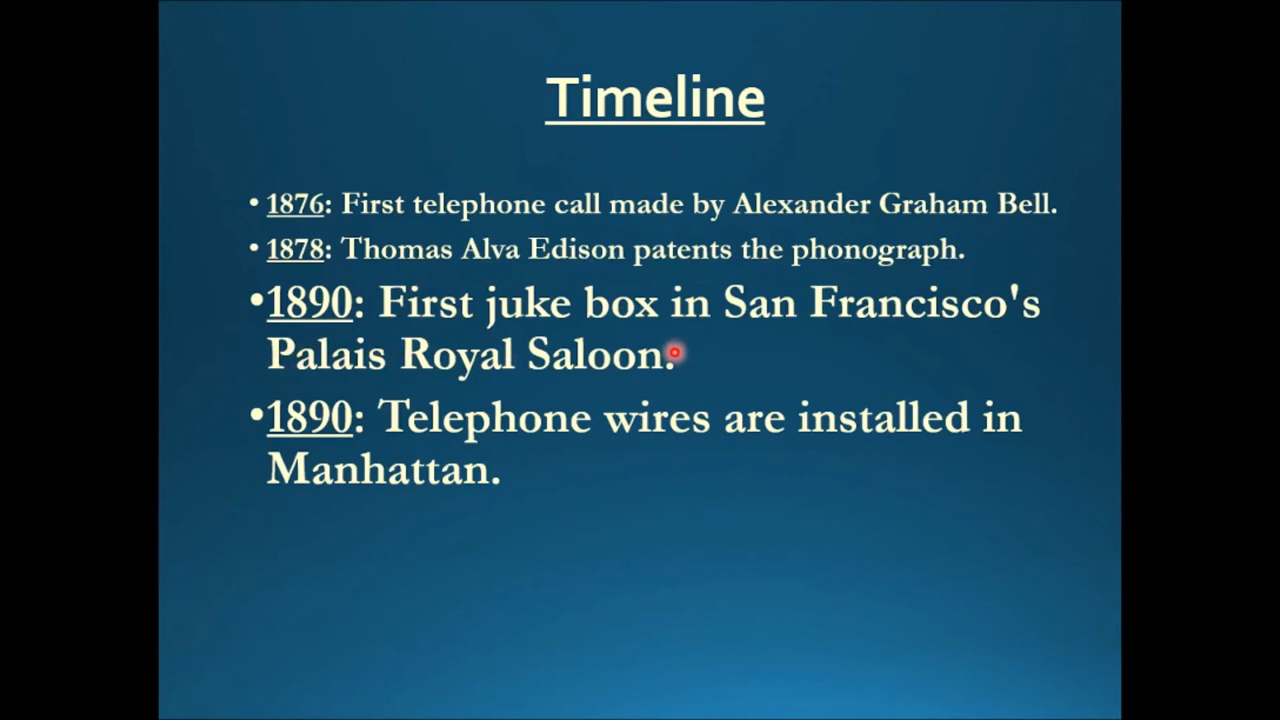 Timeline
• 1876: First telephone call made by Alexander Graham Bell.
• 1878: Thomas Alva Edison patents the phonograph.
•1890: First juke box in San Francisco's
Palais Royal Saloon.
•1890: Telephone wires are installed in
Manhattan.